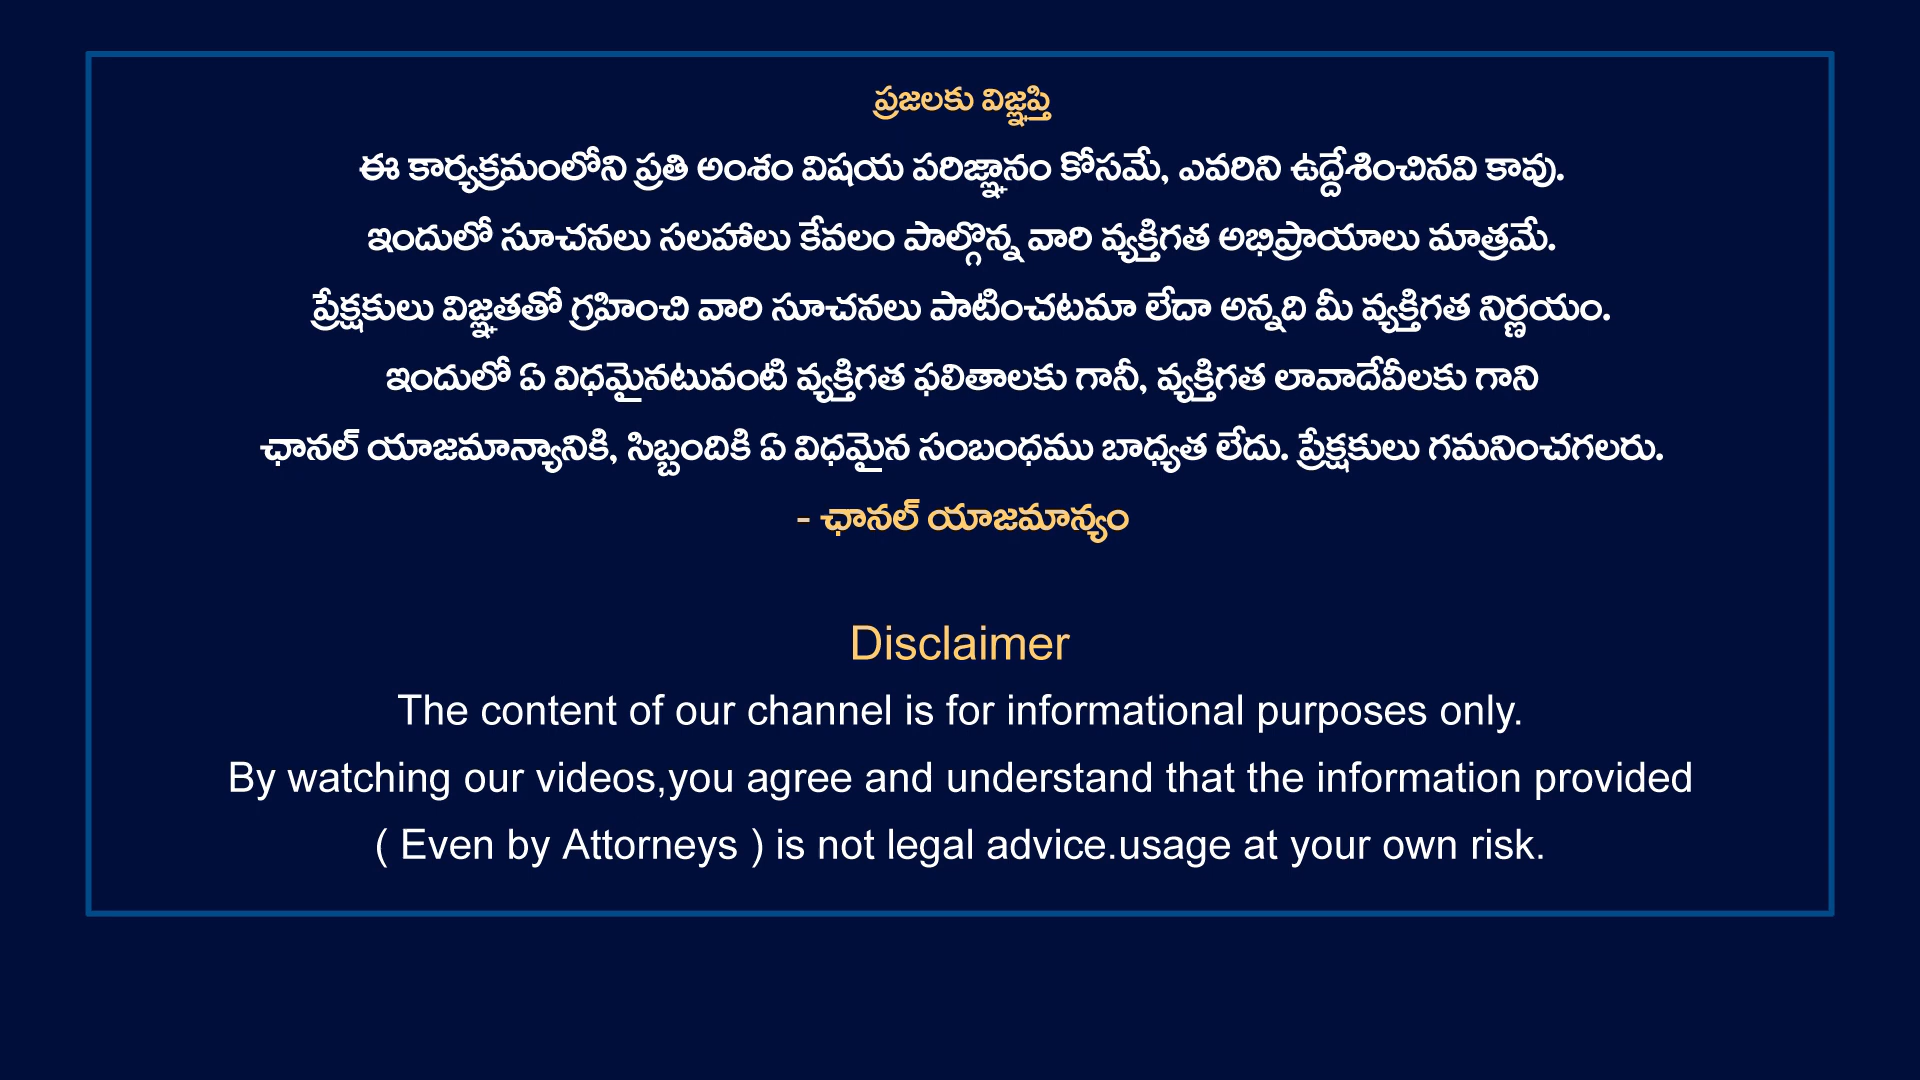 ప్రజలకు విజ్ఞప్తి
ఈ కార్యక్రమంలోని ప్రతి అంశం విషయ పరిజ్ఞానం కోసమే, ఎవరిని ఉద్దేశించినవి కావు.
ఇందులో సూచనలు సలహాలు కేవలం పాల్గొన్న వారి వ్యక్తిగత అభిప్రాయాలు మాత్రమే.
ప్రేక్షకులు విజ్ఞతతో గ్రహించి వారి సూచనలు పాటించటమా లేదా అన్నది మీ వ్యక్తిగత నిర్ణయం.
ఇందులో ఏ విధమైనటువంటి వ్యక్తిగత ఫలితాలకు గానీ, వ్యక్తిగత లావాదేవీలకు గాని
ఛానల్ యాజమాన్యానికి, సిబ్బందికి ఏ విధమైన సంబంధము బాధ్యత లేదు. ప్రేక్షకులు గమనించగలరు.
- ఛానల్ యాజమాన్యం
Disclaimer
The content of our channel is for informational purposes only.
By watching our videos,you agree and understand that the information provided
( Even by Attorneys ) is not legal advice.usage at your own risk.